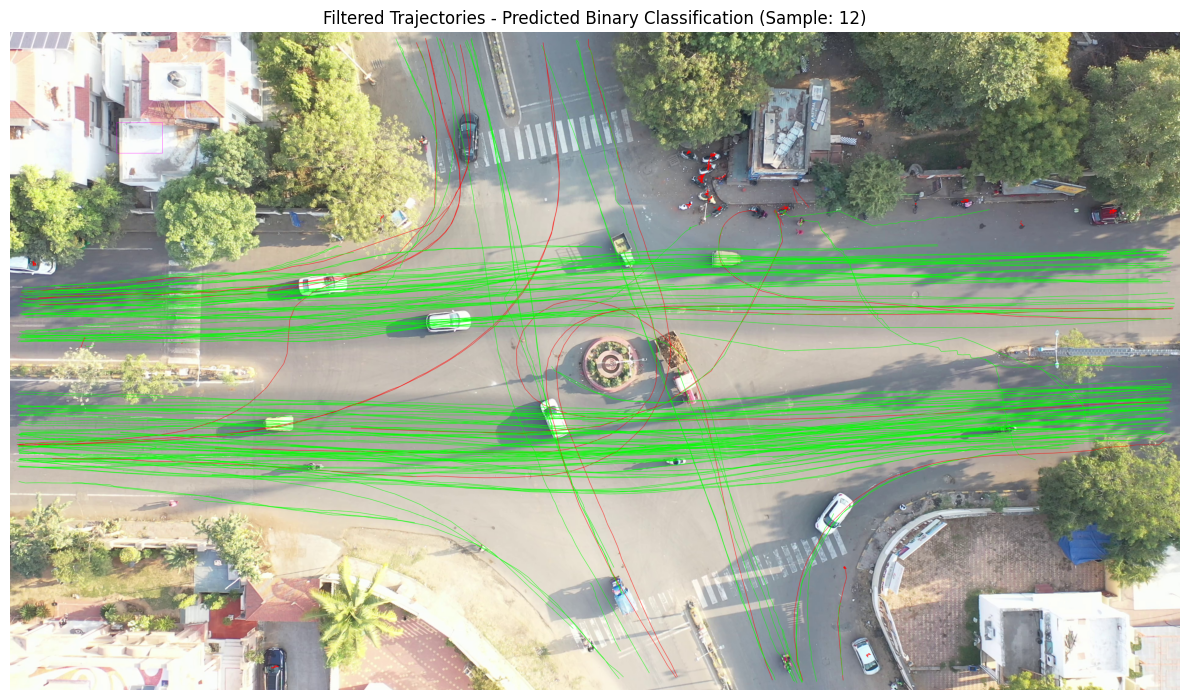 Filtered Trajectories - Predicted Binary Classification (Sample: 12)